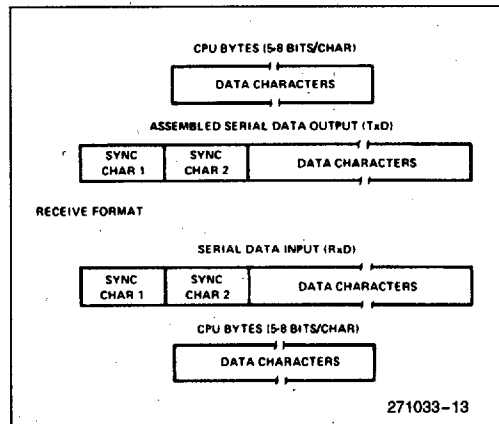 CPU BYTES (5-8 BITS/CHAR)
DATA CHARACTERS
ASSEMBLED SERIAL DATA OUTPUT (TxD)
SYNC CHAR 1
SYNC CHAR 2
DATA CHARACTERS
RECEIVE FORMAT
SERIAL DATA INPUT (RxD)
SYNC CHAR 1
SYNC CHAR 2
DATA CHARACTERS
CPU BYTES (5-8 BITS/CHAR)
DATA CHARACTERS
271033-13